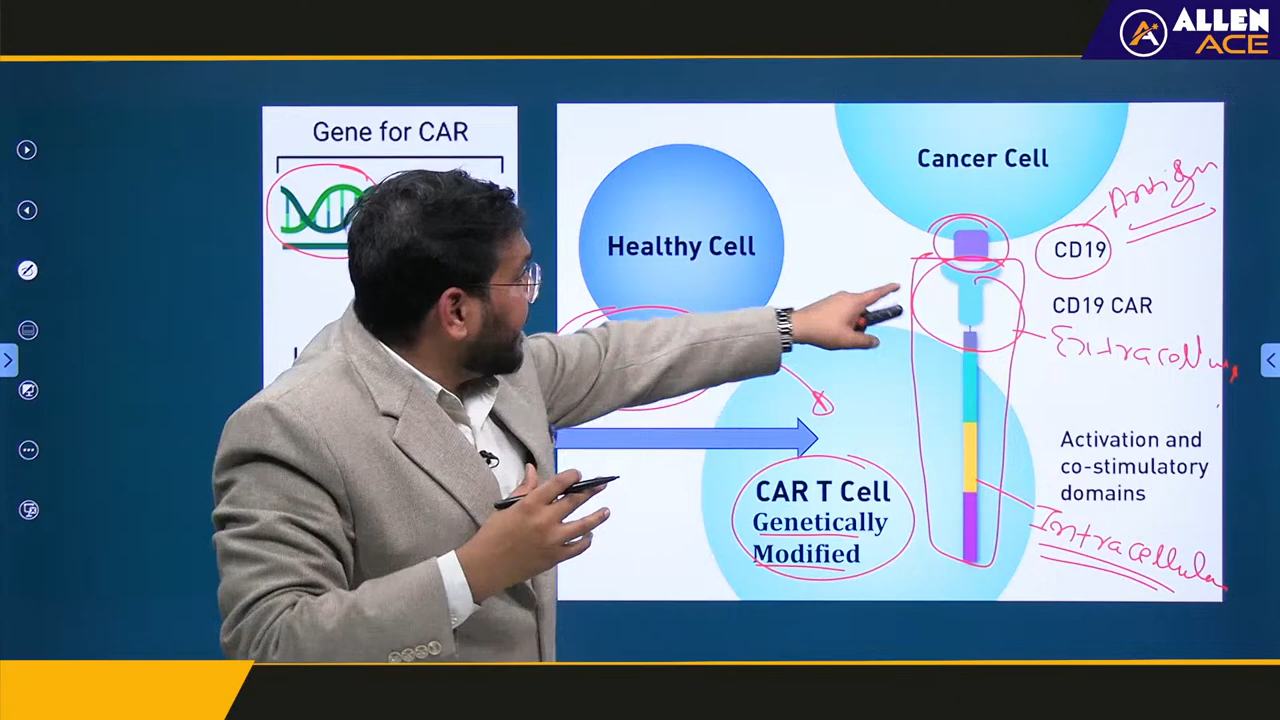 ALLEN
ACE
Gene for CAR
Healthy Cell
Cancer Cell
Antigen
CD19
CD19 CAR
Activation and
co-stimulatory
domains
CAR T Cell
Genetically
Modified
Intracellular